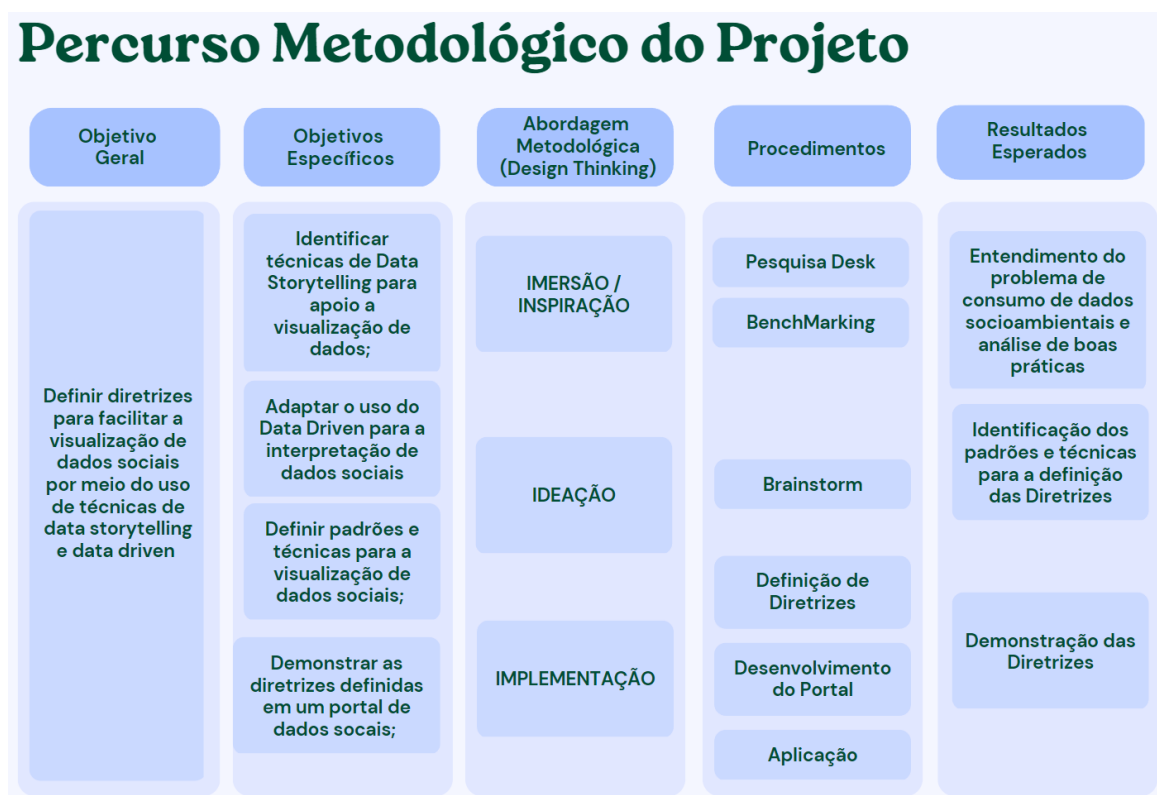 Percurso Metodológico do Projeto
Objetivo
Geral
Objetivos
Específicos
Abordagem
Metodológica
(Design Thinking)
Procedimentos
Resultados
Esperados
Definir diretrizes
para facilitar a
visualização de
dados sociais
por meio do uso
de técnicas de
data storytelling
e data driven
Identificar
técnicas de Data
Storytelling para
apoio a
visualização de
dados;
Adaptar o uso do
Data Driven para a
interpretação de
dados sociais
Definir padrões e
técnicas para a
visualização de
dados sociais;
Demonstrar as
diretrizes definidas
em um portal de
dados socais;
IMERSÃO /
INSPIRAÇÃO
IDEAÇÃO
IMPLEMENTAÇÃO
Pesquisa Desk
BenchMarking
Brainstorm
Definição de
Diretrizes
Desenvolvimento
do Portal
Aplicação
Entendimento do
problema de
consumo de dados
socioambientais e
análise de boas
práticas
Identificação dos
padrões e técnicas
para a definição
das Diretrizes
Demonstração das
Diretrizes